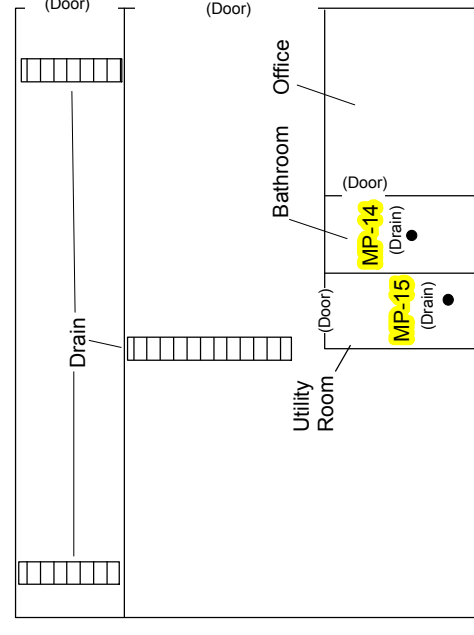 (Door)
(Door)
Drain
Office
Bathroom
(Door)
MP-14
(Drain)
(Door)
MP-15
(Drain)
Utility
Room